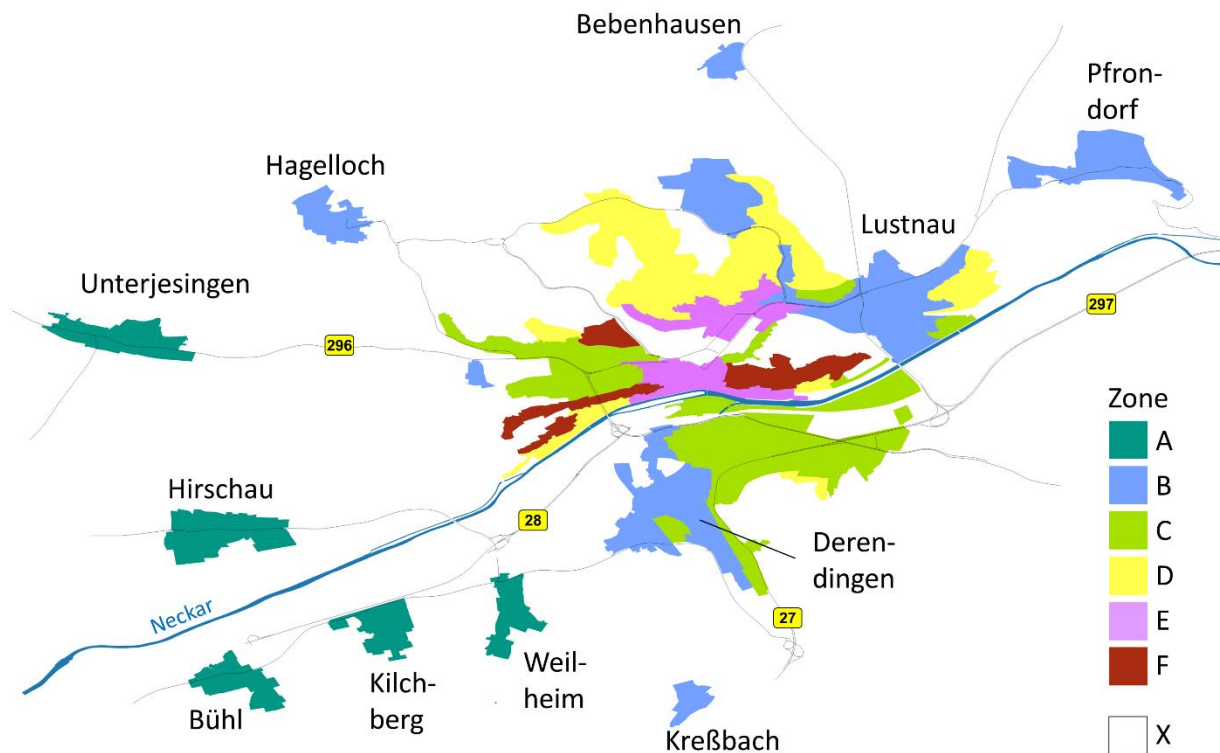 Bebenhausen
Pfron-
dorf
Hagelloch
Lustnau
Unterjesingen
297
296
Zone
A
B
Hirschau
28
C
Deren-
dingen
D
Neckar
E
27
F
Weil-
heim
Kilch-
berg
Bühl
Kreßbach
X